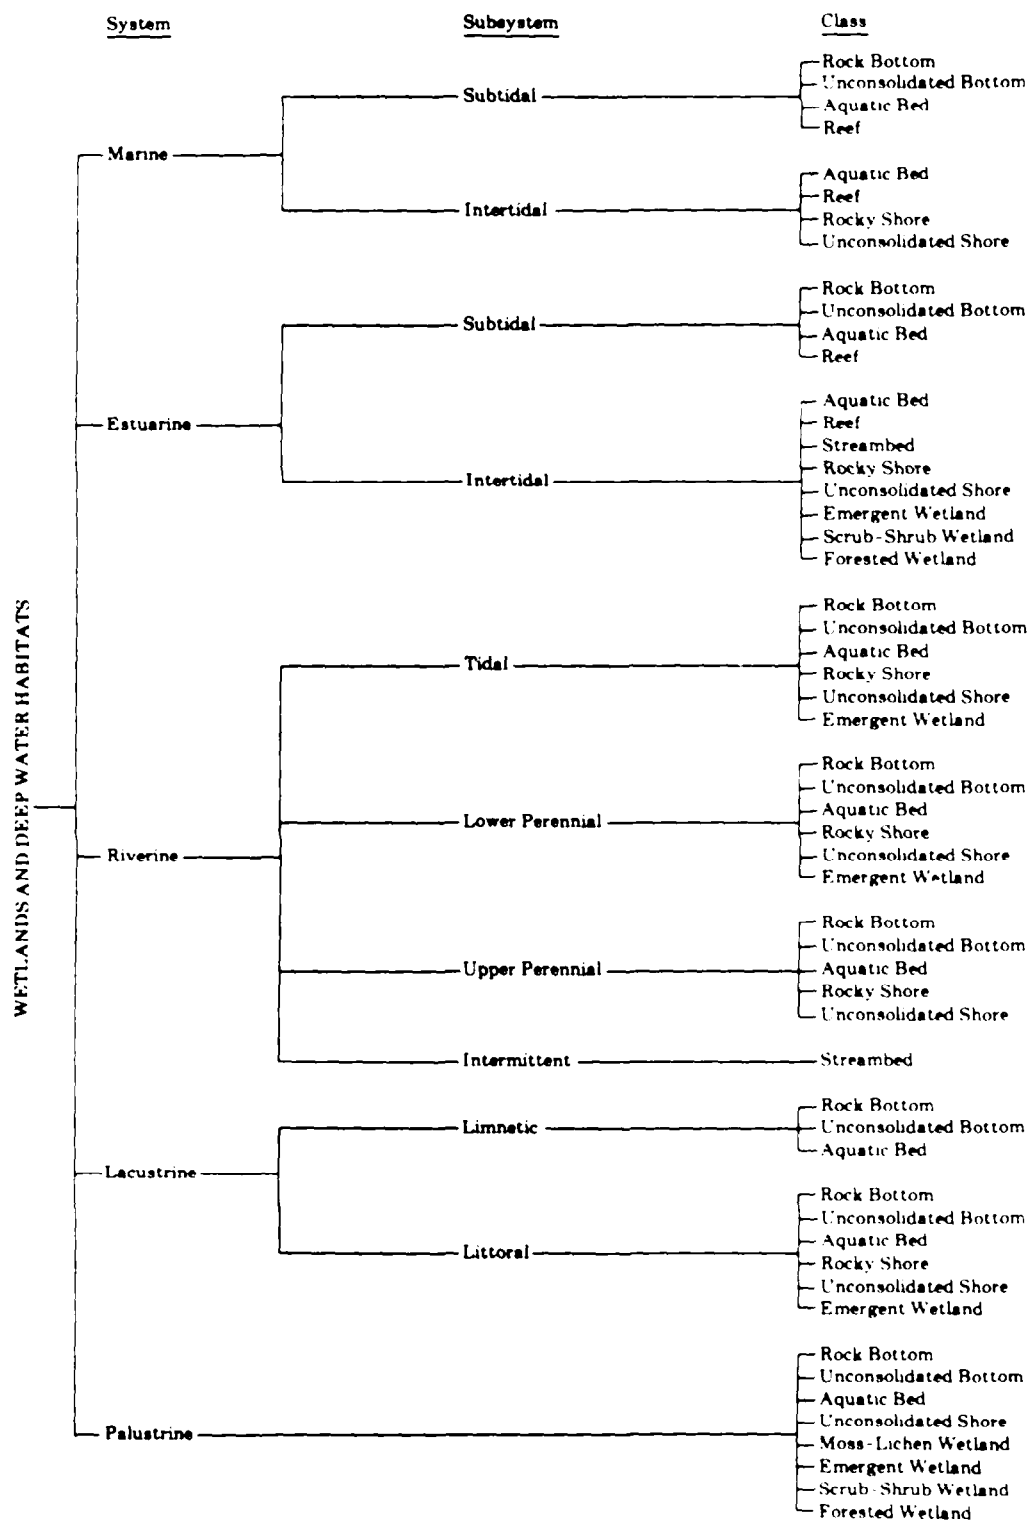 System Subsystem Class
WETLANDS AND DEEP WATER HABITATS
Marine
Subtidal
Rock Bottom
Unconsolidated Bottom
Aquatic Bed
Reef
Intertidal
Aquatic Bed
Reef
Rocky Shore
Unconsolidated Shore
Estuarine
Subtidal
Rock Bottom
Unconsolidated Bottom
Aquatic Bed
Reef
Intertidal
Aquatic Bed
Reef
Streambed
Rocky Shore
Unconsolidated Shore
Emergent Wetland
Scrub-Shrub Wetland
Forested Wetland
Riverine
Tidal
Rock Bottom
Unconsolidated Bottom
Aquatic Bed
Rocky Shore
Unconsolidated Shore
Emergent Wetland
Lower Perennial
Rock Bottom
Unconsolidated Bottom
Aquatic Bed
Rocky Shore
Unconsolidated Shore
Emergent Wetland
Upper Perennial
Rock Bottom
Unconsolidated Bottom
Aquatic Bed
Rocky Shore
Unconsolidated Shore
Intermittent
Streambed
Lacustrine
Limnetic
Rock Bottom
Unconsolidated Bottom
Aquatic Bed
Littoral
Rock Bottom
Unconsolidated Bottom
Aquatic Bed
Rocky Shore
Unconsolidated Shore
Emergent Wetland
Palustrine
Rock Bottom
Unconsolidated Bottom
Aquatic Bed
Unconsolidated Shore
Moss-Lichen Wetland
Emergent Wetland
Scrub-Shrub Wetland
Forested Wetland